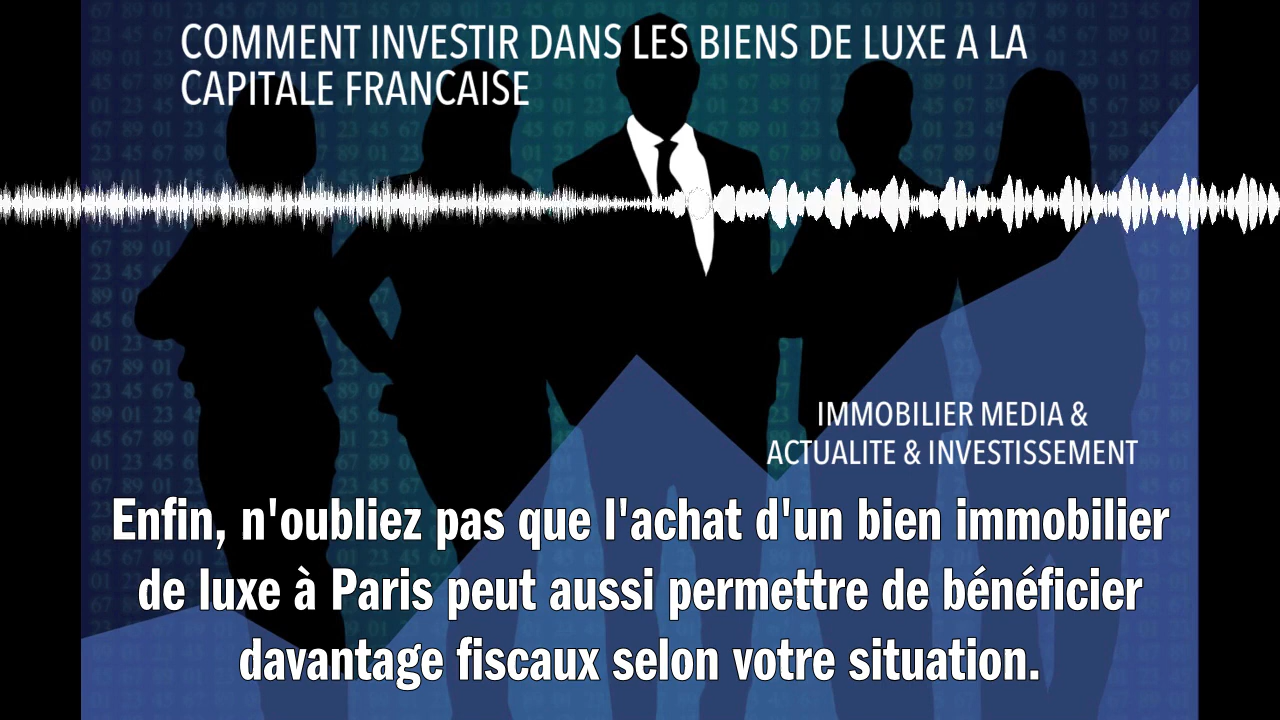 COMMENT INVESTIR DANS LES BIENS DE LUXE A LA
CAPITALE FRANCAISE
IMMOBILIER MEDIA &
ACTUALITE & INVESTISSEMENT
Enfin, n'oubliez pas que l'achat d'un bien immobilier
de luxe à Paris peut aussi permettre de bénéficier
davantage fiscaux selon votre situation.